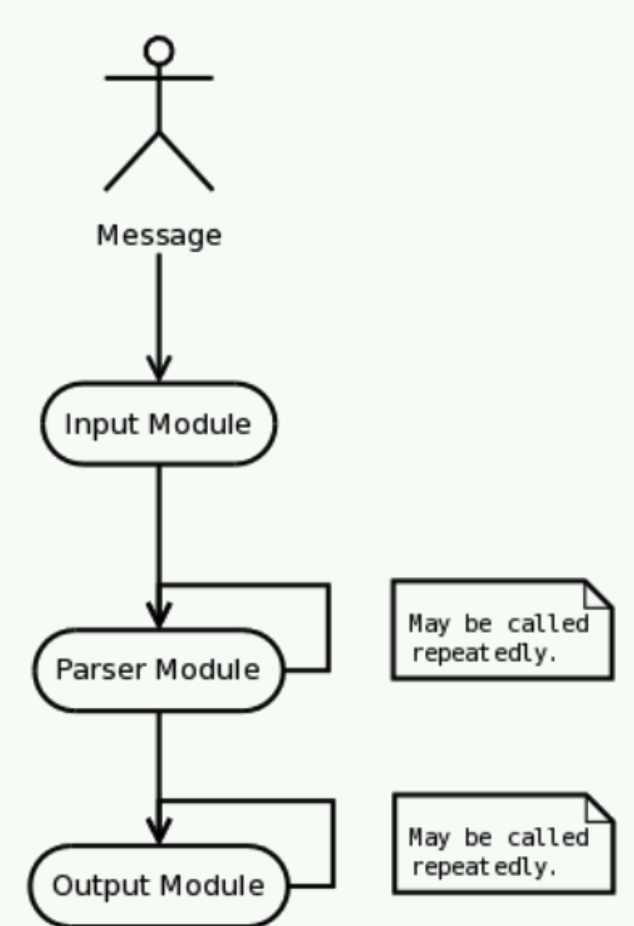 Message
Input Module
Parser Module
May be called
repeatedly.
Output Module
May be called
repeatedly.